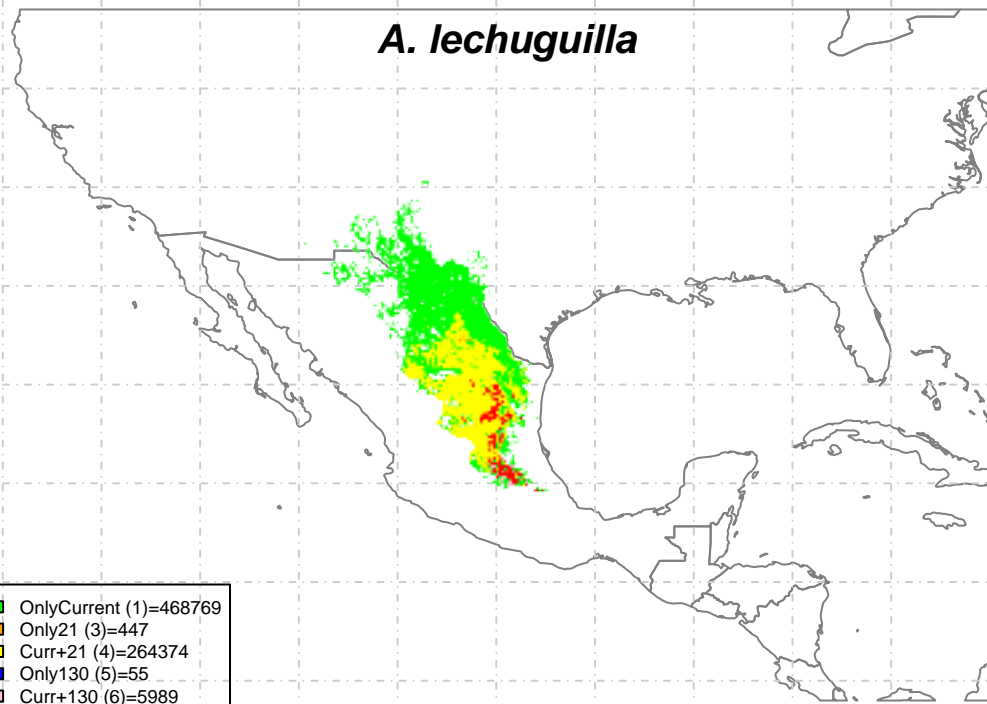 A. lechuguilla
OnlyCurrent (1)=468769
Only21 (3)=447
Curr+21 (4)=264374
Only130 (5)=55
Curr+130 (6)=5989